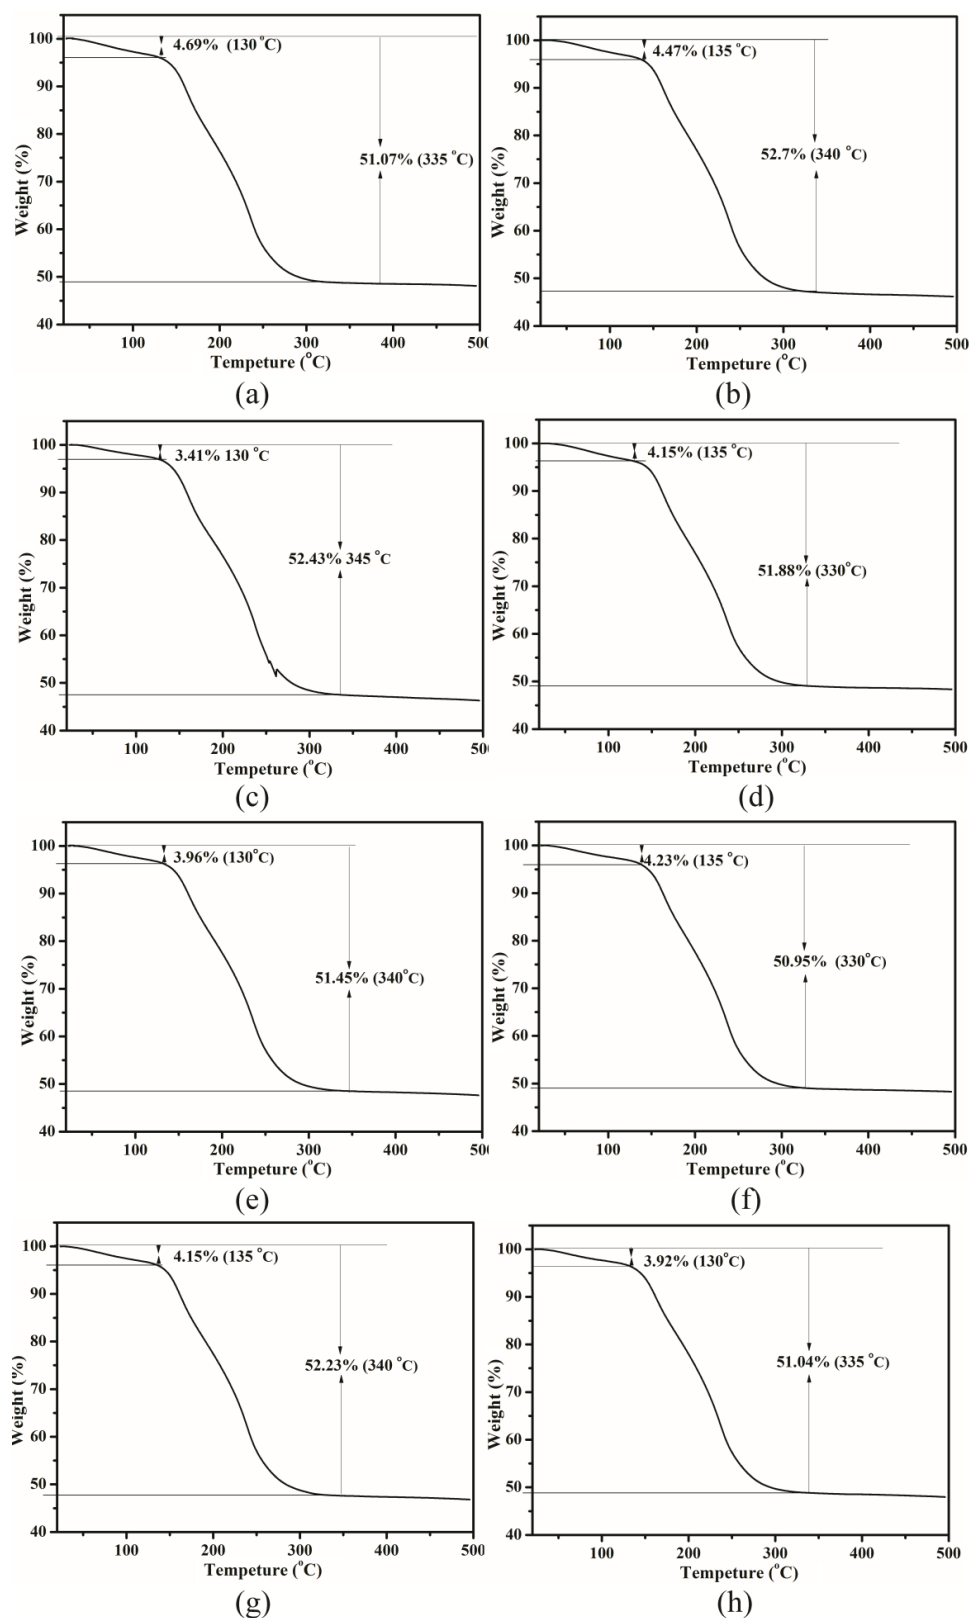 100
90
80
70
60
50
40
Weight (%)
4.69% (130 °C)
51.07% (335 °C)
100 200 300 400 500
Tempeture (°C)
(a)
100
90
80
70
60
50
40
Weight (%)
4.47% (135 °C)
52.7% (340 °C)
100 200 300 400 500
Tempeture (°C)
(b)
100
90
80
70
60
50
40
Weight (%)
3.41% 130 °C
52.43% 345 °C
100 200 300 400 500
Tempeture (°C)
(c)
100
90
80
70
60
50
40
Weight (%)
4.15% (135 °C)
51.88% (330°C)
100 200 300 400 500
Tempeture (°C)
(d)
100
90
80
70
60
50
40
Weight (%)
3.96% (130°C)
51.45% (340°C)
100 200 300 400 500
Tempeture (°C)
(e)
100
90
80
70
60
50
40
Weight (%)
4.23% (135 °C)
50.95% (330°C)
100 200 300 400 500
Tempeture (°C)
(f)
100
90
80
70
60
50
40
Weight (%)
4.15% (135 °C)
52.23% (340 °C)
100 200 300 400 500
Tempeture (°C)
(g)
100
90
80
70
60
50
40
Weight (%)
3.92% (130°C)
51.04% (335 °C)
100 200 300 400 500
Tempeture (°C)
(h)